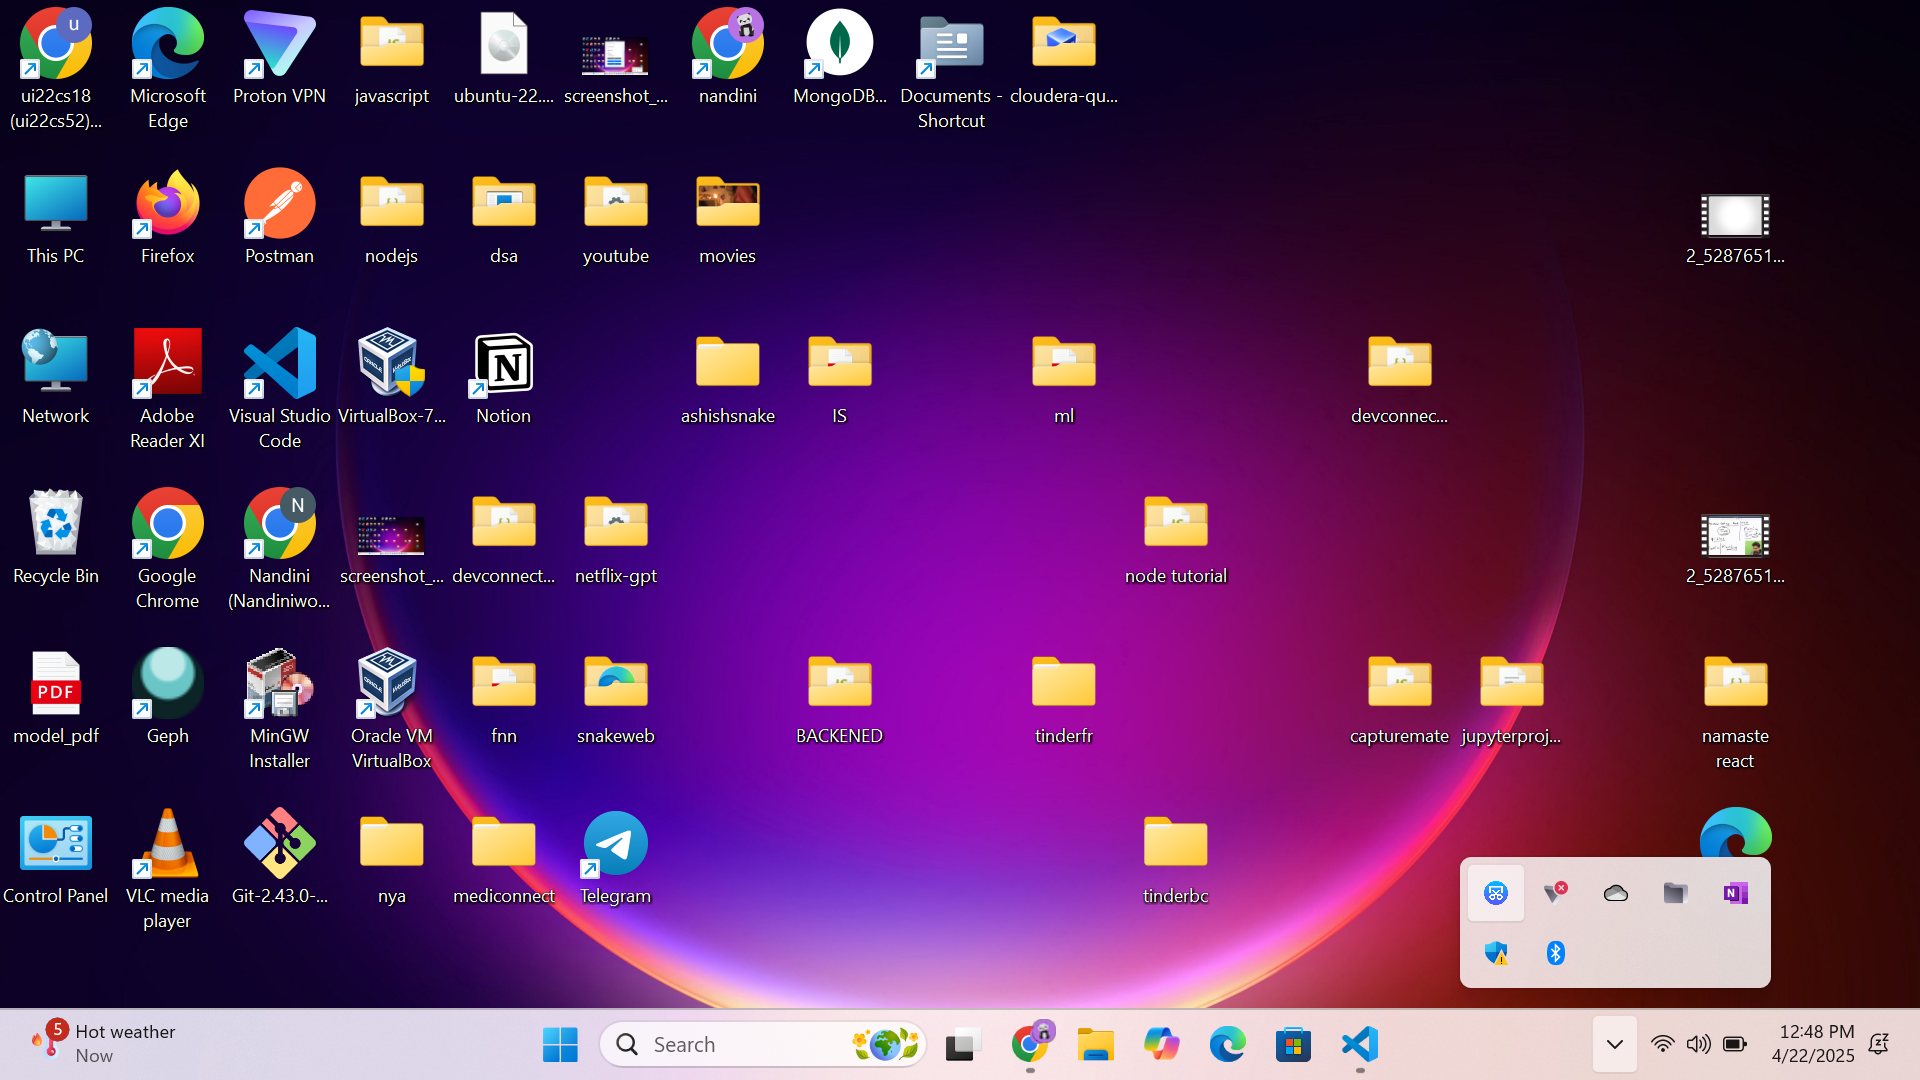 ui22cs18
(ui22cs52)...
Microsoft
Edge
Proton VPN
javascript
ubuntu-22....
screenshot_...
nandini
MongoDB...
Documents -
Shortcut
cloudera-qu...
This PC
Firefox
Postman
nodejs
dsa
youtube
movies
2_5287651...
Network
Adobe
Reader XI
Visual Studio
Code
VirtualBox-7...
Notion
ashishsnake
IS
ml
devconnec...
Recycle Bin
Google
Chrome
Nandini
(Nandiniwo...
screenshot_...
devconnect...
netflix-gpt
node tutorial
2_5287651...
PDF
model_pdf
Geph
MinGW
Installer
Oracle VM
VirtualBox
fnn
snakeweb
BACKENED
tinderfr
capturemate
jupyterproj...
namaste
react
Control Panel
VLC media
player
Git-2.43.0-...
nya
mediconnect
Telegram
tinderbc
5
Hot weather
Now
Search
12:48 PM
4/22/2025